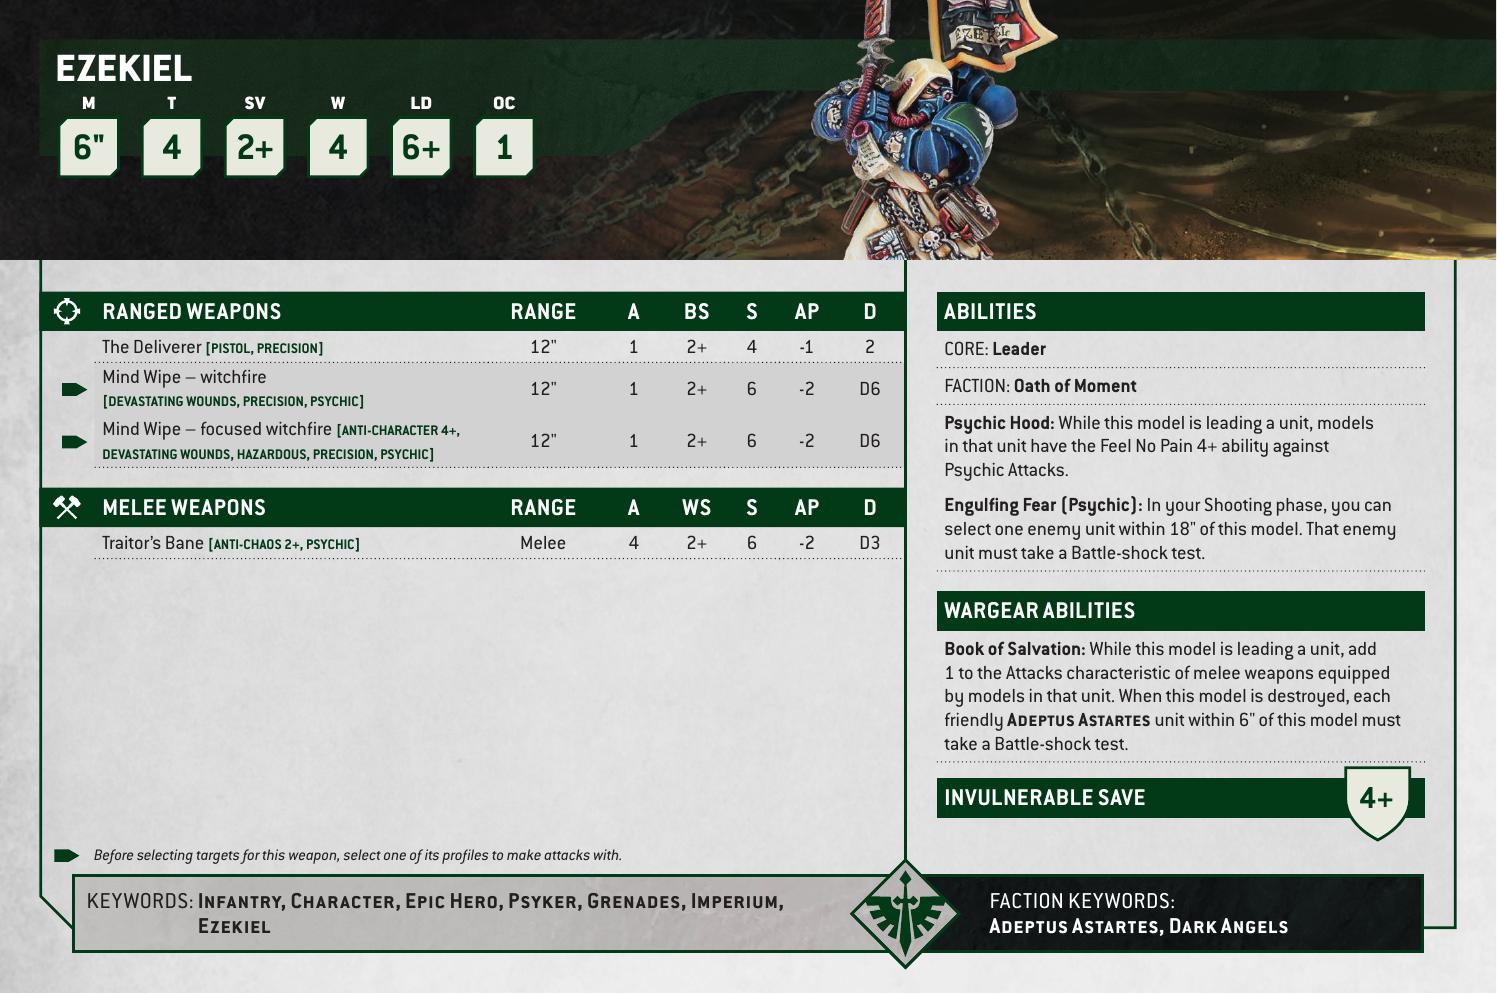 EZEKIEL
M T SV W LD OC
6" 4 2+ 4 6+ 1
RANGED WEAPONS RANGE A BS S AP D
The Deliverer [PISTOL, PRECISION] 12" 1 2+ 4 -1 2
Mind Wipe – witchfire
[DEVASTATING WOUNDS, PRECISION, PSYCHIC] 12" 1 2+ 6 -2 D6
Mind Wipe – focused witchfire [ANTI-CHARACTER 4+,
DEVASTATING WOUNDS, HAZARDOUS, PRECISION, PSYCHIC] 12" 1 2+ 6 -2 D6
MELEE WEAPONS RANGE A WS S AP D
Traitor’s Bane [ANTI-CHAOS 2+, PSYCHIC] Melee 4 2+ 6 -2 D3
Before selecting targets for this weapon, select one of its profiles to make attacks with.
ABILITIES
CORE: Leader
FACTION: Oath of Moment
Psychic Hood: While this model is leading a unit, models
in that unit have the Feel No Pain 4+ ability against
Psychic Attacks.
Engulfing Fear (Psychic): In your Shooting phase, you can
select one enemy unit within 18" of this model. That enemy
unit must take a Battle-shock test.
WARGEAR ABILITIES
Book of Salvation: While this model is leading a unit, add
1 to the Attacks characteristic of melee weapons equipped
by models in that unit. When this model is destroyed, each
friendly ADEPTUS ASTARTES unit within 6" of this model must
take a Battle-shock test.
INVULNERABLE SAVE 4+
KEYWORDS: INFANTRY, CHARACTER, EPIC HERO, PSYKER, GRENADES, IMPERIUM,
EZEKIEL
FACTION KEYWORDS:
ADEPTUS ASTARTES, DARK ANGELS